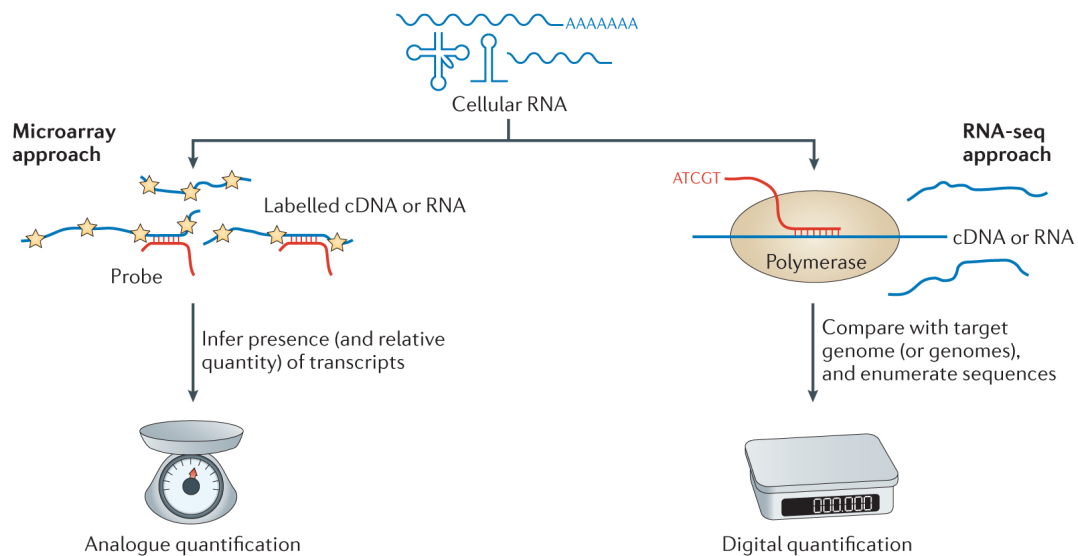 AAAAAAA
Cellular RNA
Microarray
approach
RNA-seq
approach
ATCGT
Labelled cDNA or RNA
cDNA or RNA
Polymerase
Probe
Infer presence (and relative
quantity) of transcripts
Compare with target
genome (or genomes),
and enumerate sequences
000.000
Analogue quantification
Digital quantification